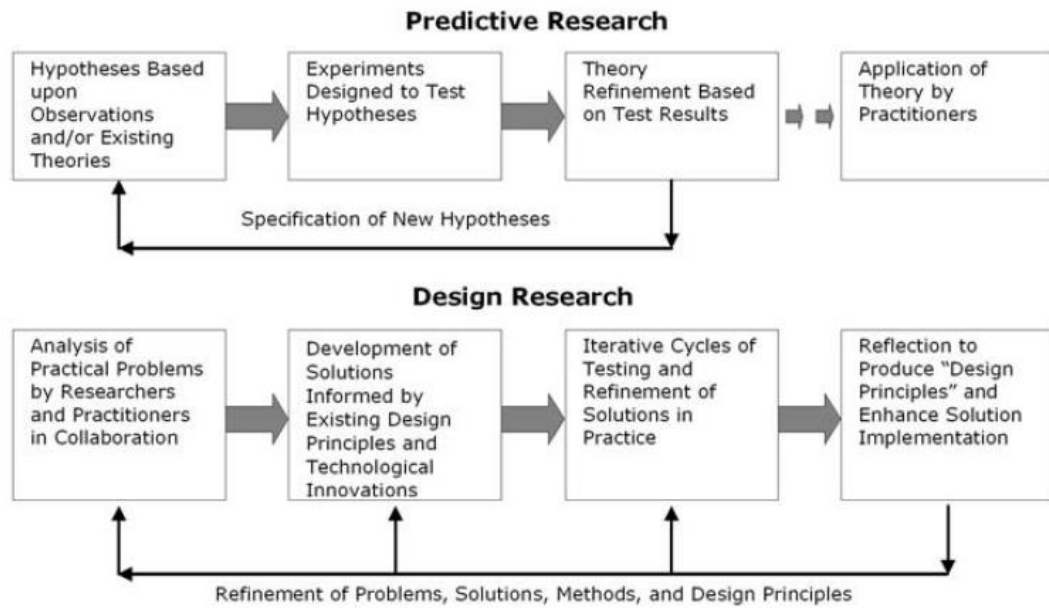 Predictive Research
Hypotheses Based
upon
Observations
and/or Existing
Theories
Experiments
Designed to Test
Hypotheses
Theory
Refinement Based
on Test Results
Application of
Theory by
Practitioners
Specification of New Hypotheses
Design Research
Analysis of
Practical Problems
by Researchers
and Practitioners
in Collaboration
Development of
Solutions
Informed by
Existing Design
Principles and
Technological
Innovations
Iterative Cycles of
Testing and
Refinement of
Solutions in
Practice
Reflection to
Produce “Design
Principles” and
Enhance Solution
Implementation
Refinement of Problems, Solutions, Methods, and Design Principles